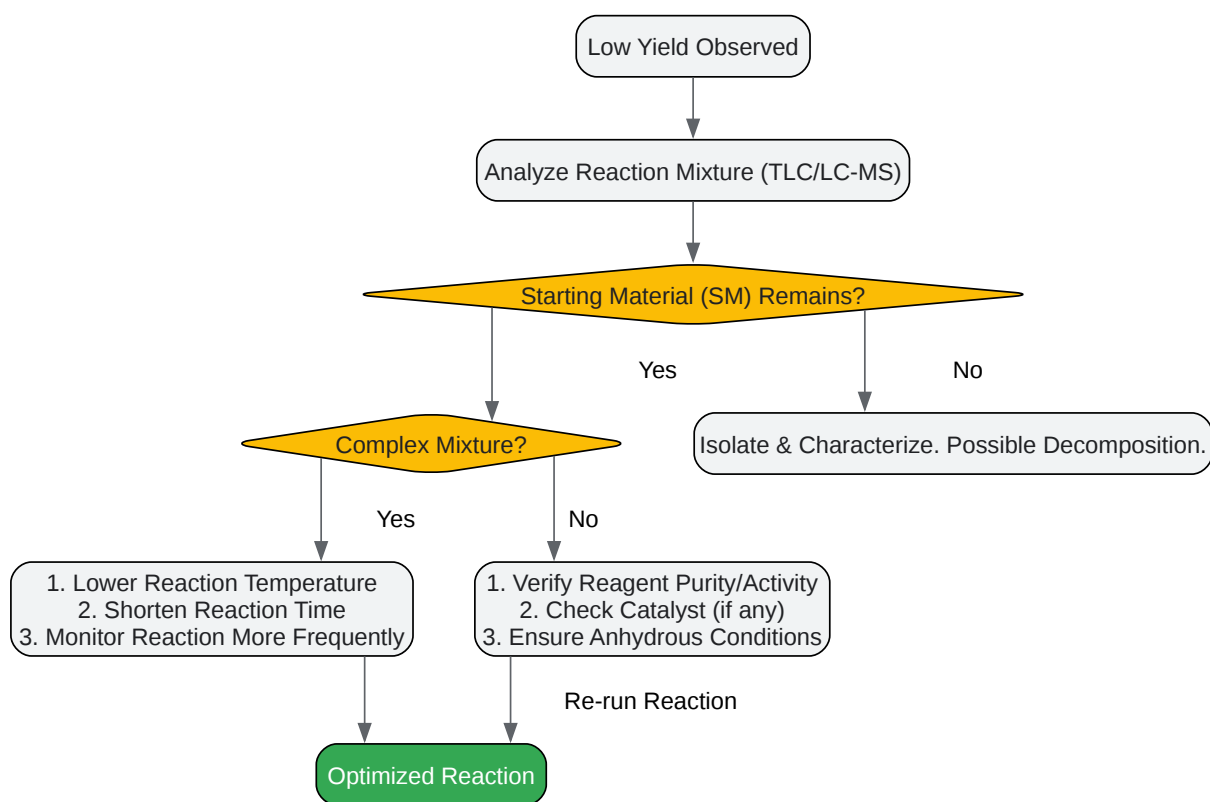 Low Yield Observed
Analyze Reaction Mixture (TLC/LC-MS)
Starting Material (SM) Remains?
Yes
No
Complex Mixture?
Isolate & Characterize. Possible Decomposition.
Yes
No
1. Lower Reaction Temperature
2. Shorten Reaction Time
3. Monitor Reaction More Frequently
1. Verify Reagent Purity/Activity
2. Check Catalyst (if any)
3. Ensure Anhydrous Conditions
Re-run Reaction
Optimized Reaction